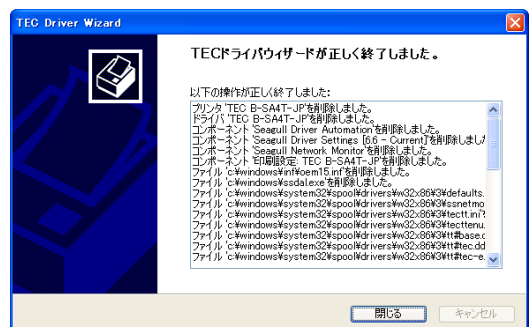 TEC Driver Wizard
TECドライバウィザードが正しく終了しました。
以下の操作が正しく終了しました:
プリンタ 'TEC B-SA4T-JP'を削除しました。
ドライバ 'TEC B-SA4T-JP'を削除しました。
コンポーネント 'Seagull Driver Automation'を削除しました。
コンポーネント 'Seagull Driver Settings [6.6 - Current]'を削除しまし
コンポーネント 'Seagull Network Monitor'を削除しました。
コンポーネント '印刷設定: TEC B-SA4T-JP'を削除しました。
ファイル 'c:¥windows¥inf¥oem15.inf'を削除しました。
ファイル 'c:¥windows¥ssdal.exe'を削除しました。
ファイル 'c:¥windows¥system32¥spool¥drivers¥w32x86¥3¥defaults.
ファイル 'c:¥windows¥system32¥spool¥drivers¥w32x86¥3¥ssnetmo
ファイル 'c:¥windows¥system32¥spool¥drivers¥w32x86¥3¥tectt.ini'
ファイル 'c:¥windows¥system32¥spool¥drivers¥w32x86¥3¥tecttenu.
ファイル 'c:¥windows¥system32¥spool¥drivers¥w32x86¥3¥tt#base.d
ファイル 'c:¥windows¥system32¥spool¥drivers¥w32x86¥3¥tt#tec.dd
ファイル 'c:¥windows¥system32¥spool¥drivers¥w32x86¥3¥tt#tec-e.
閉じる
キャンセル